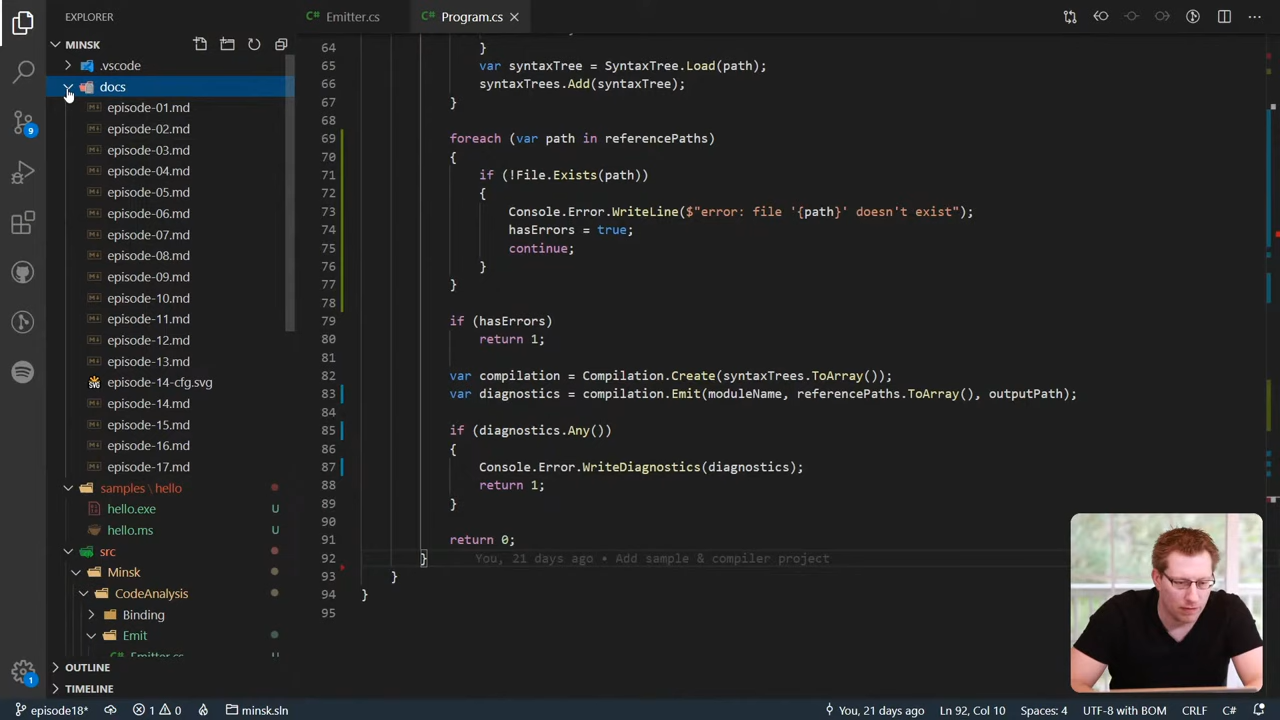 EXPLORER
Emitter.cs
Program.cs
MINSK
.vscode
docs
episode-01.md
episode-02.md
episode-03.md
episode-04.md
episode-05.md
episode-06.md
episode-07.md
episode-08.md
episode-09.md
episode-10.md
episode-11.md
episode-12.md
episode-13.md
episode-14-cfg.svg
episode-14.md
episode-15.md
episode-16.md
episode-17.md
samples \ hello
hello.exe U
hello.ms U
src
Minsk
CodeAnalysis
Binding
Emit
Emitter.cs
OUTLINE
TIMELINE
9
1
64 }
65 var syntaxTree = SyntaxTree.Load(path);
66 syntaxTrees.Add(syntaxTree);
67 }
68
69 foreach (var path in referencePaths)
70 {
71 if (!File.Exists(path))
72 {
73 Console.Error.WriteLine($"error: file '{path}' doesn't exist");
74 hasErrors = true;
75 continue;
76 }
77 }
78
79 if (hasErrors)
80 return 1;
81
82 var compilation = Compilation.Create(syntaxTrees.ToArray());
83 var diagnostics = compilation.Emit(moduleName, referencePaths.ToArray(), outputPath);
84
85 if (diagnostics.Any())
86 {
87 Console.Error.WriteDiagnostics(diagnostics);
88 return 1;
89 }
90
91 return 0;
92 } You, 21 days ago • Add sample & compiler project
93 }
94 }
95
episode18* 1 0 minsk.sln You, 21 days ago Ln 92, Col 10 Spaces: 4 UTF-8 with BOM CRLF C#